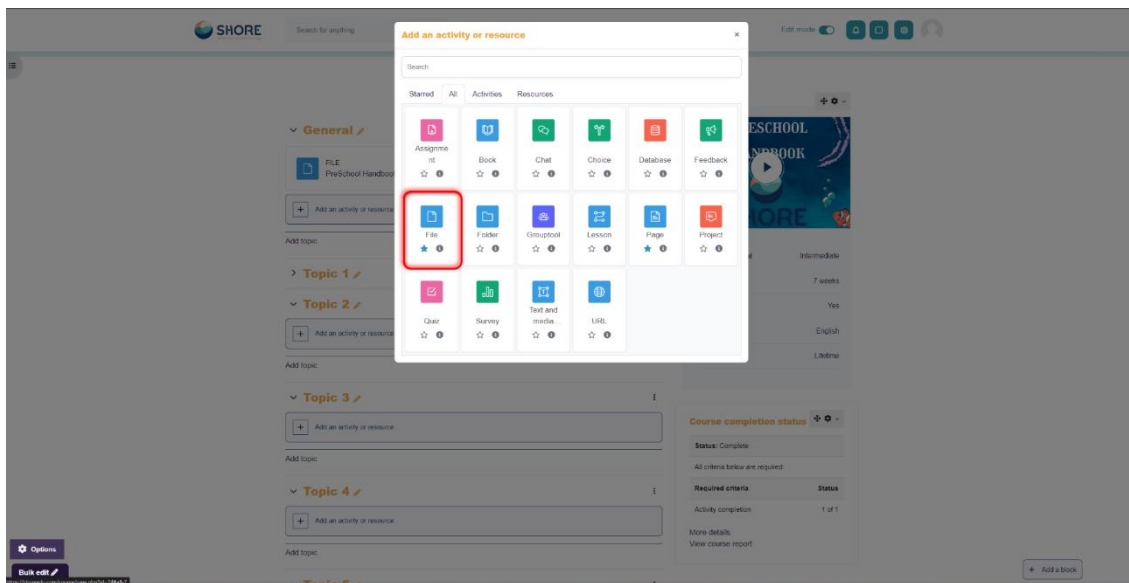 SHORE
Search for anything
Edit mode
Add an activity or resource
×
Search
Starred All Activities Resources
Assignme
nt
Book
Chat
Choice
Database
Feedback
File
Folder
Grouptool
Lesson
Page
Project
Quiz
Survey
Text and
media...
URL
General
FILE
PreSchool Handboo
Add an activity or resource
Add topic
Topic 1
Topic 2
Add an activity or resource
Add topic
Topic 3
Add an activity or resource
Add topic
Topic 4
Add an activity or resource
Add topic
ESCHOOL
NDBOOK
ORE
Intermediate
7 weeks
Yes
English
Lifetime
Course completion status
Status: Complete
All criteria below are required:
Required criteria Status
Activity completion 1 of 1
More details
View course report
Options
Bulk edit
+ Add a block